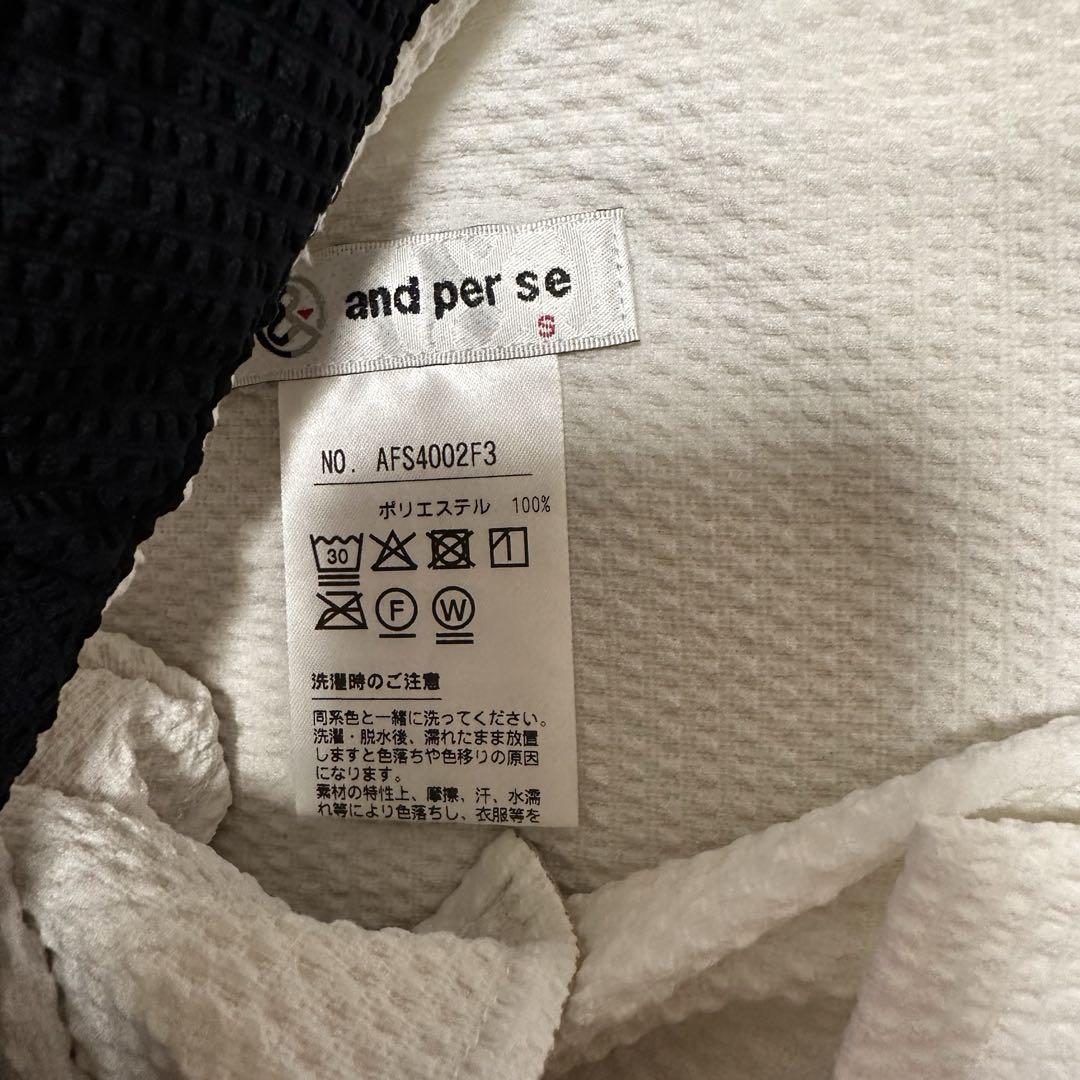 & and per se
S
NO. AFS4002F3
ポリエステル 100%
30
F W
洗濯時のご注意
同系色と一緒に洗ってください。
洗濯・脱水後、濡れたまま放置
しますと色落ちや色移りの原因
になります。
素材の特性上、摩擦、汗、水濡
れ等により色落ちし、衣服等を